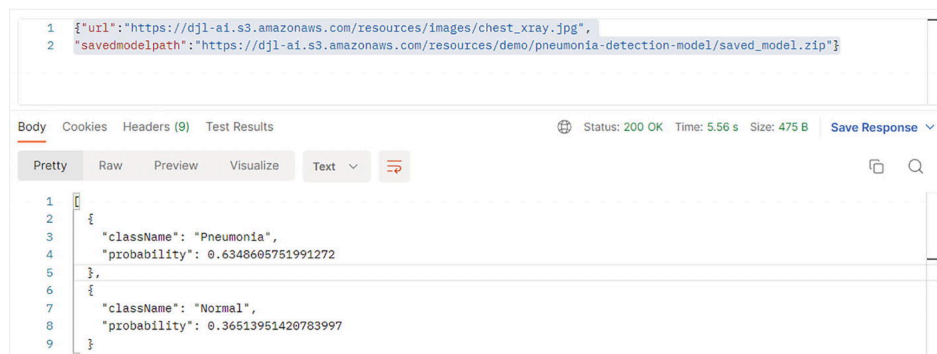 1 {"url":"https://djl-ai.s3.amazonaws.com/resources/images/chest_xray.jpg",
2 "savedmodelpath":"https://djl-ai.s3.amazonaws.com/resources/demo/pneumonia-detection-model/saved_model.zip"}
Body Cookies Headers (9) Test Results Status: 200 OK Time: 5.56 s Size: 475 B Save Response
Pretty Raw Preview Visualize Text
1 [
2 {
3 "className": "Pneumonia",
4 "probability": 0.6348605751991272
5 },
6 {
7 "className": "Normal",
8 "probability": 0.36513951420783997
9 }